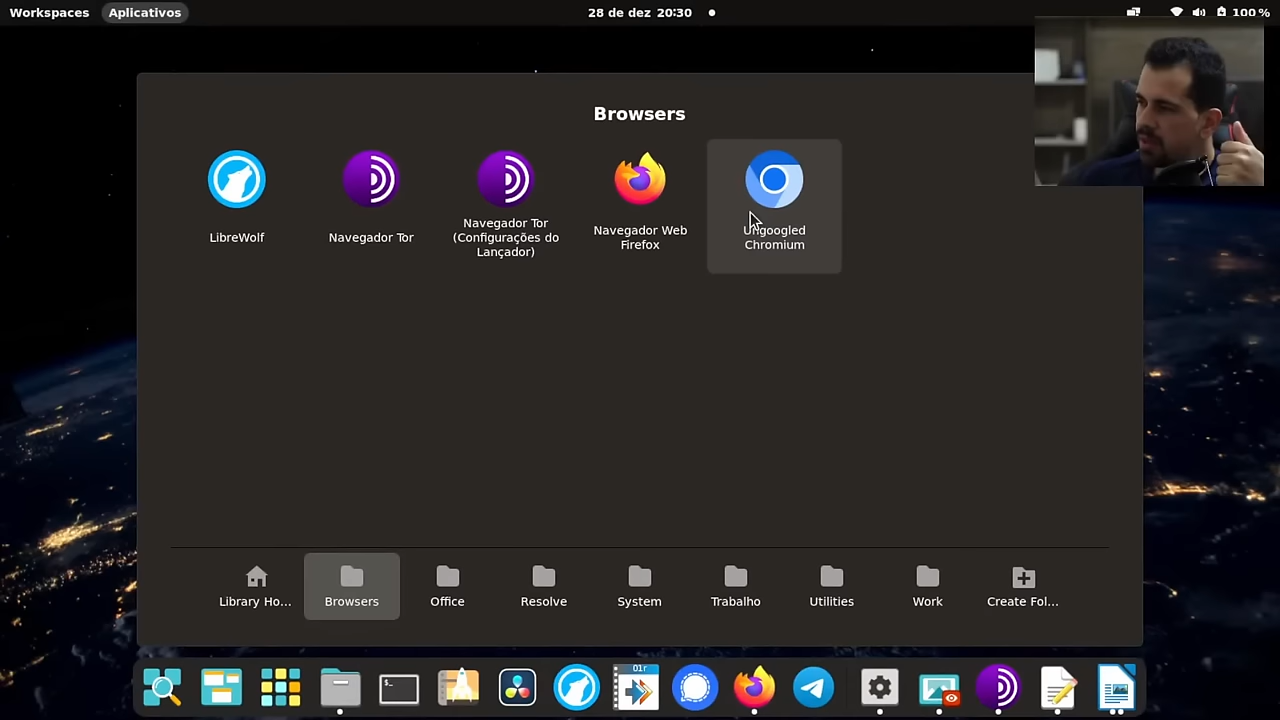 Workspaces
Aplicativos
28 de dez 20:30
100 %
Browsers
LibreWolf
Navegador Tor
Navegador Tor
(Configurações do
Lançador)
Navegador Web
Firefox
Ungoogled
Chromium
Library Ho...
Browsers
Office
Resolve
System
Trabalho
Utilities
Work
Create Fol...
01r